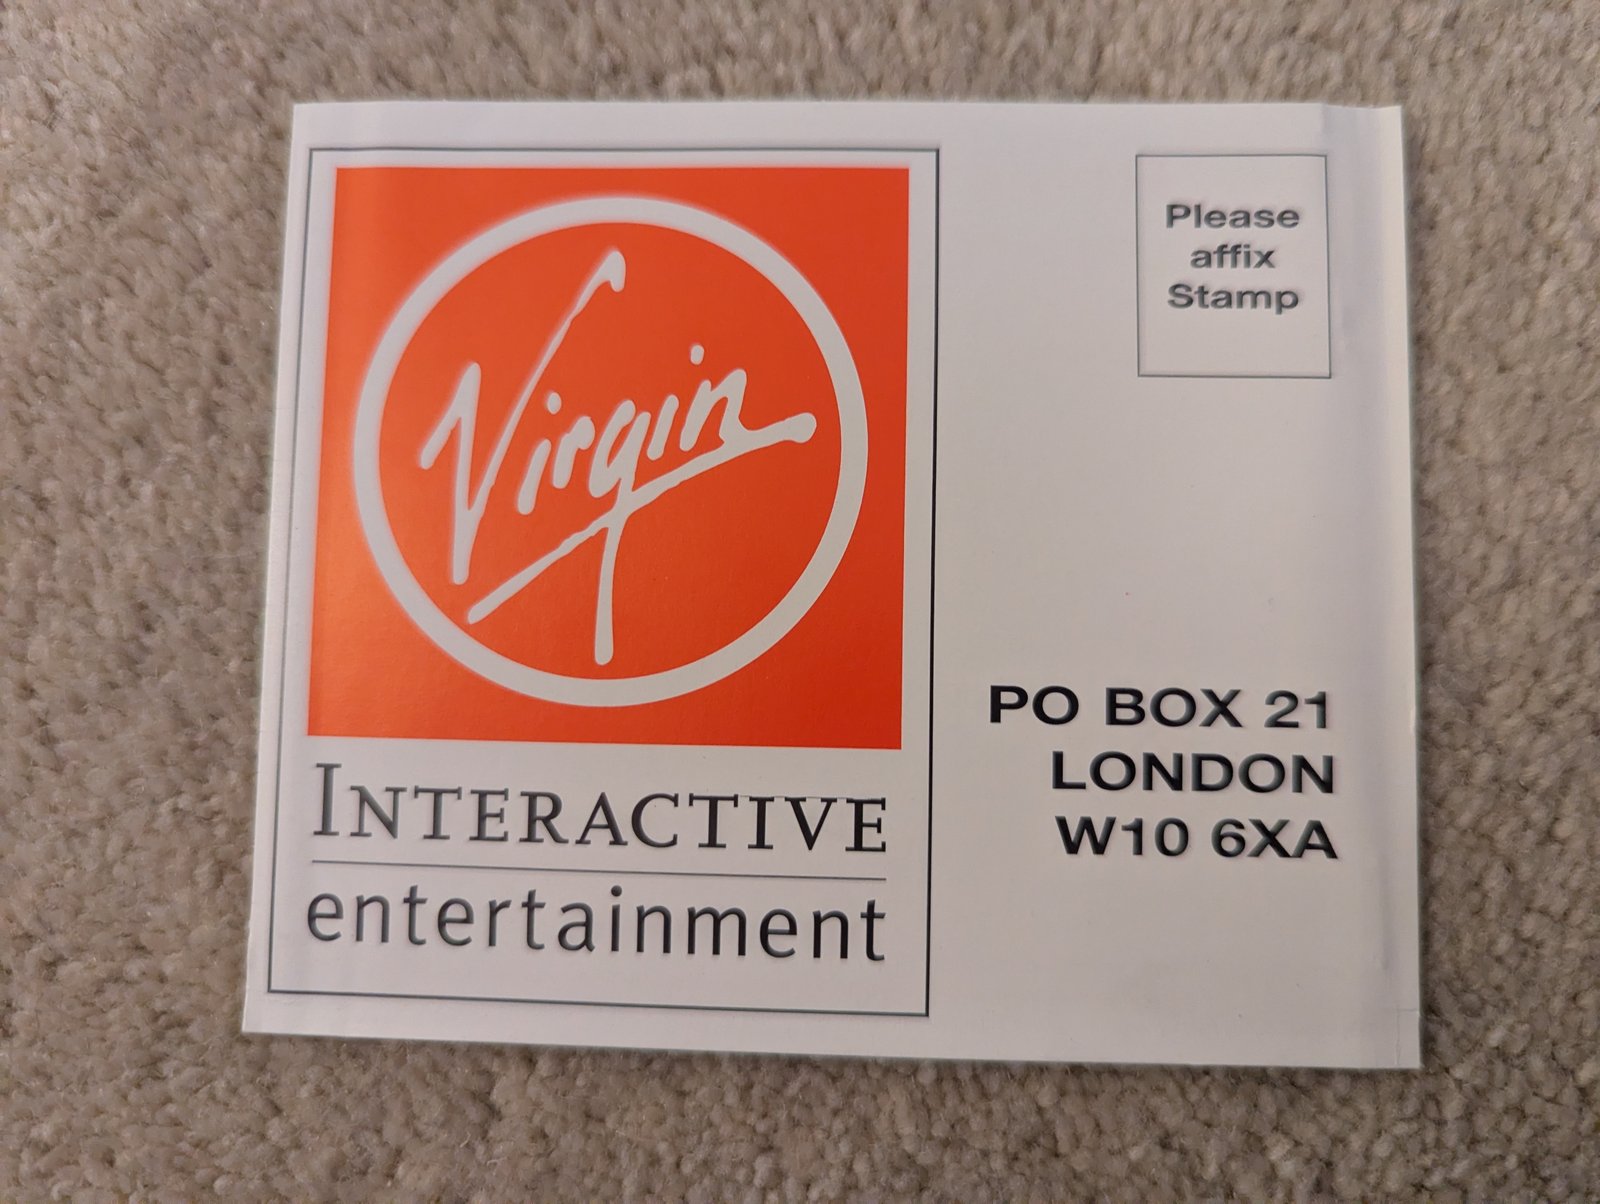 Virgin
INTERACTIVE
entertainment
Please
affix
Stamp
PO BOX 21
LONDON
W10 6XA